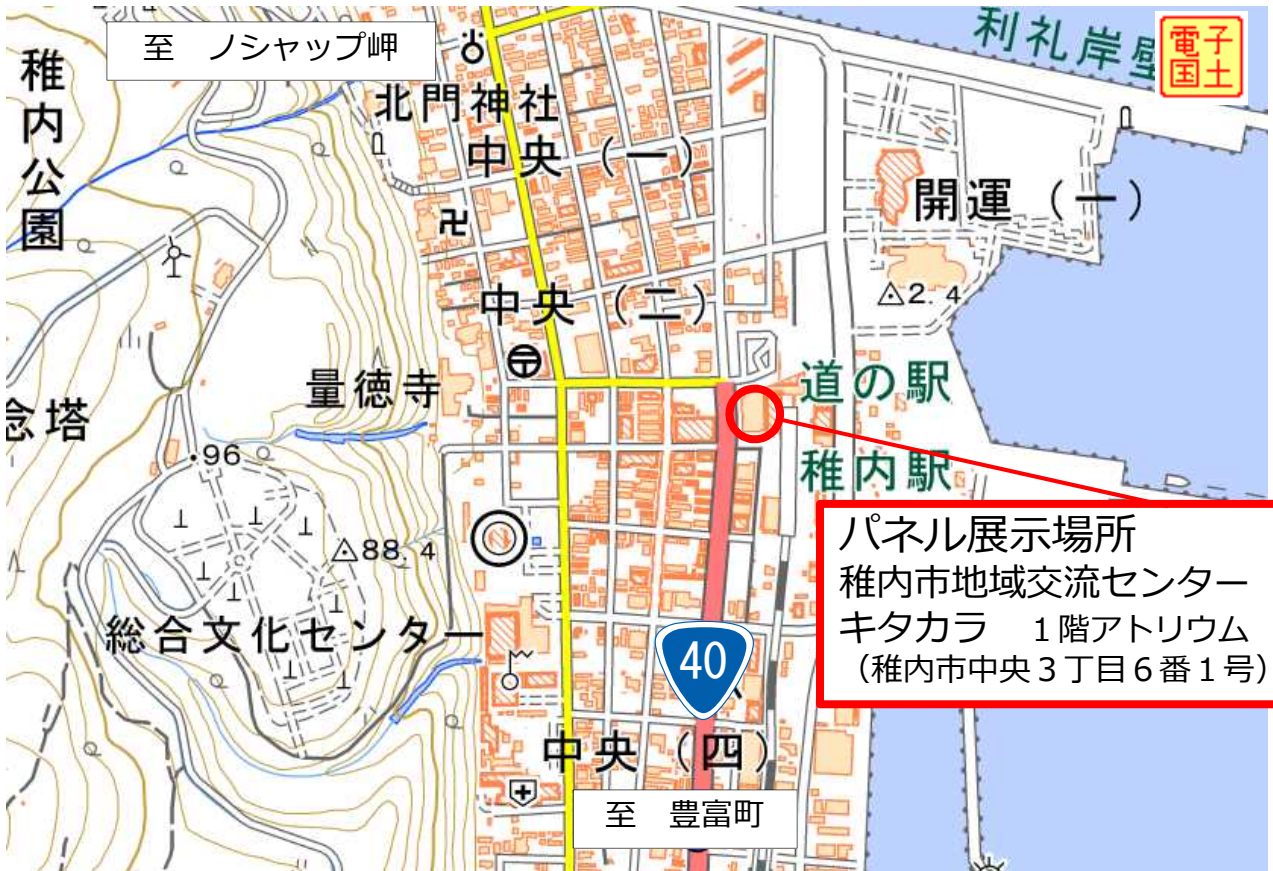 至　ノシャップ岬
利礼岸壁
電子
国土
稚内公園
北門神社
中央（一）
開運（一）
中央（二）
2.4
道の駅
量徳寺
念塔
96
稚内駅
88.4
パネル展示場所
稚内市地域交流センター
キタカラ　１階アトリウム
（稚内市中央３丁目６番１号）
総合文化センター
40
中央（四）
至　豊富町